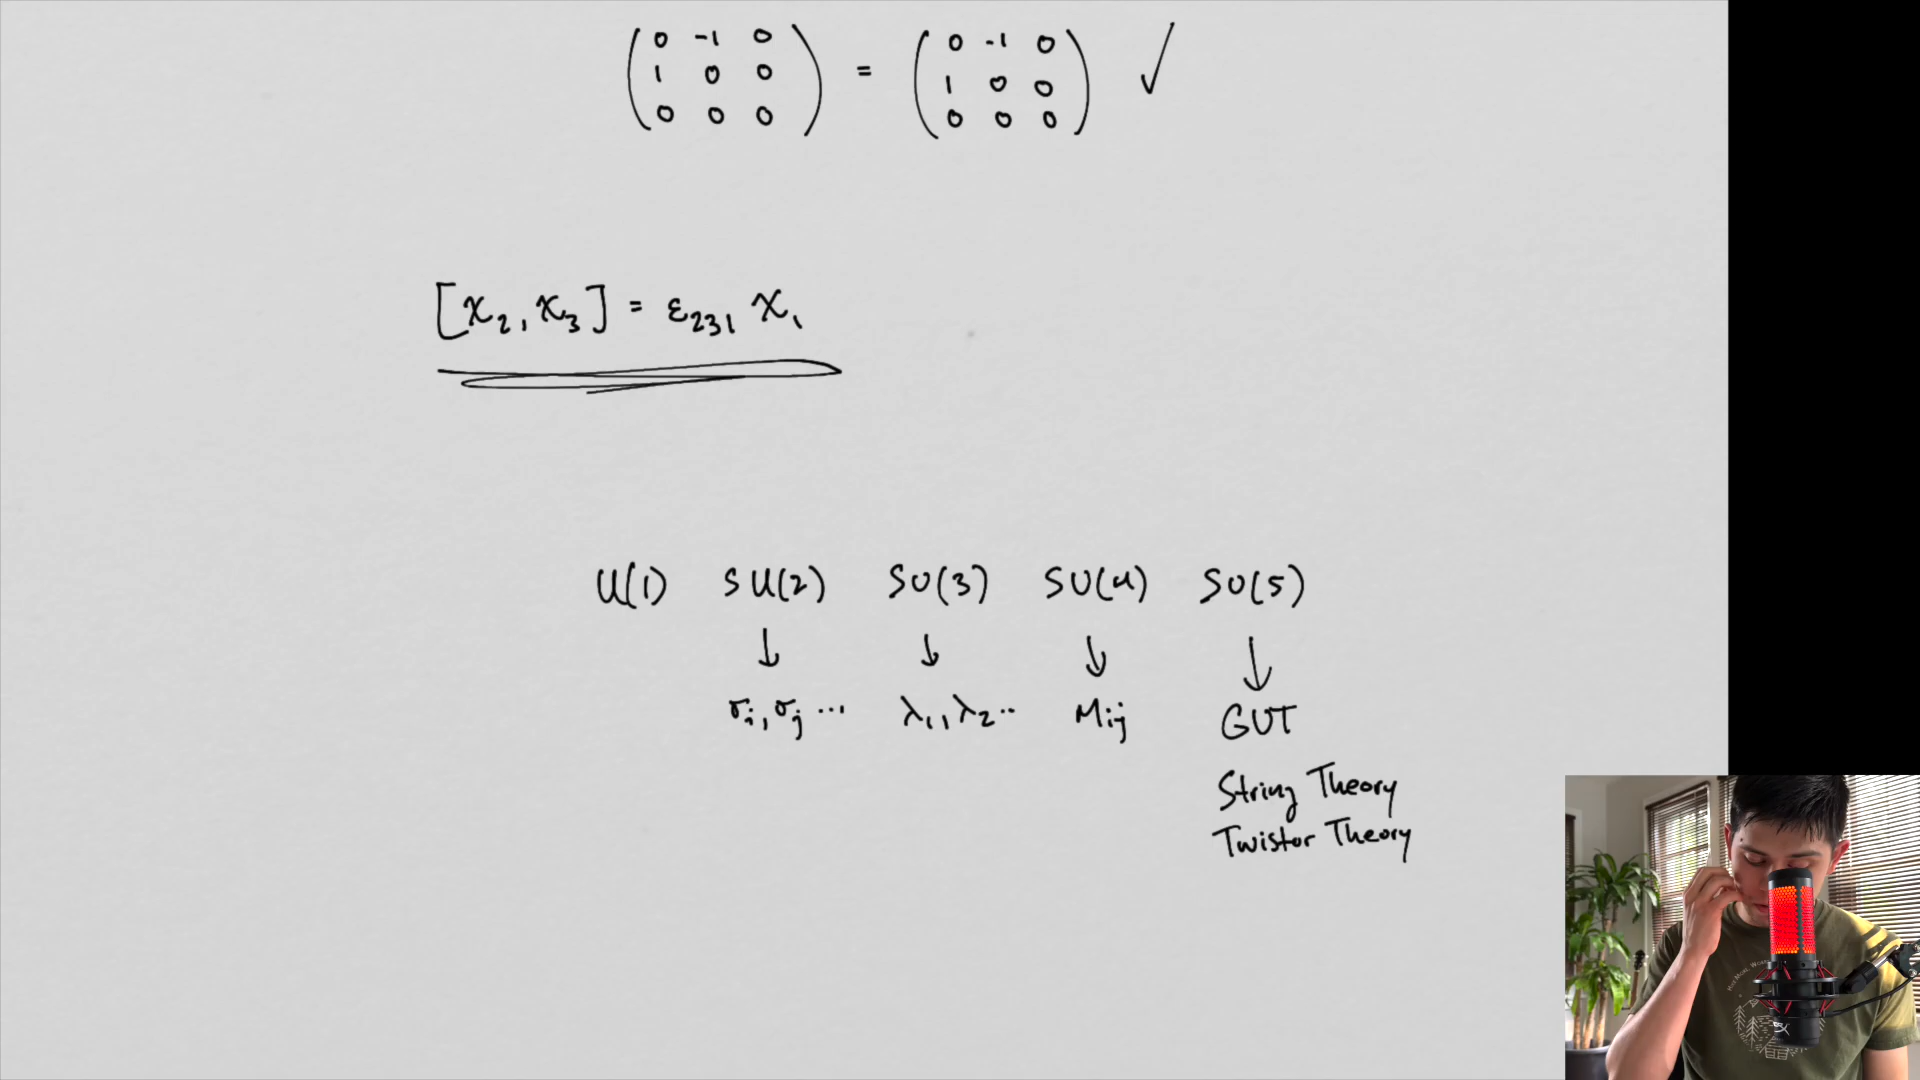 ( 0 -1 0 ) = ( 0 -1 0 ) ✓
( 1 0 0 ) ( 1 0 0 )
( 0 0 0 ) ( 0 0 0 )
[X₂, X₃] = ε₂₃₁ X₁
U(1) SU(2) SU(3) SU(4) SU(5)
↓ ↓ ↓ ↓
σᵢ, σⱼ ... λ₁, λ₂ .. Mᵢⱼ GUT
String Theory
Twistor Theory